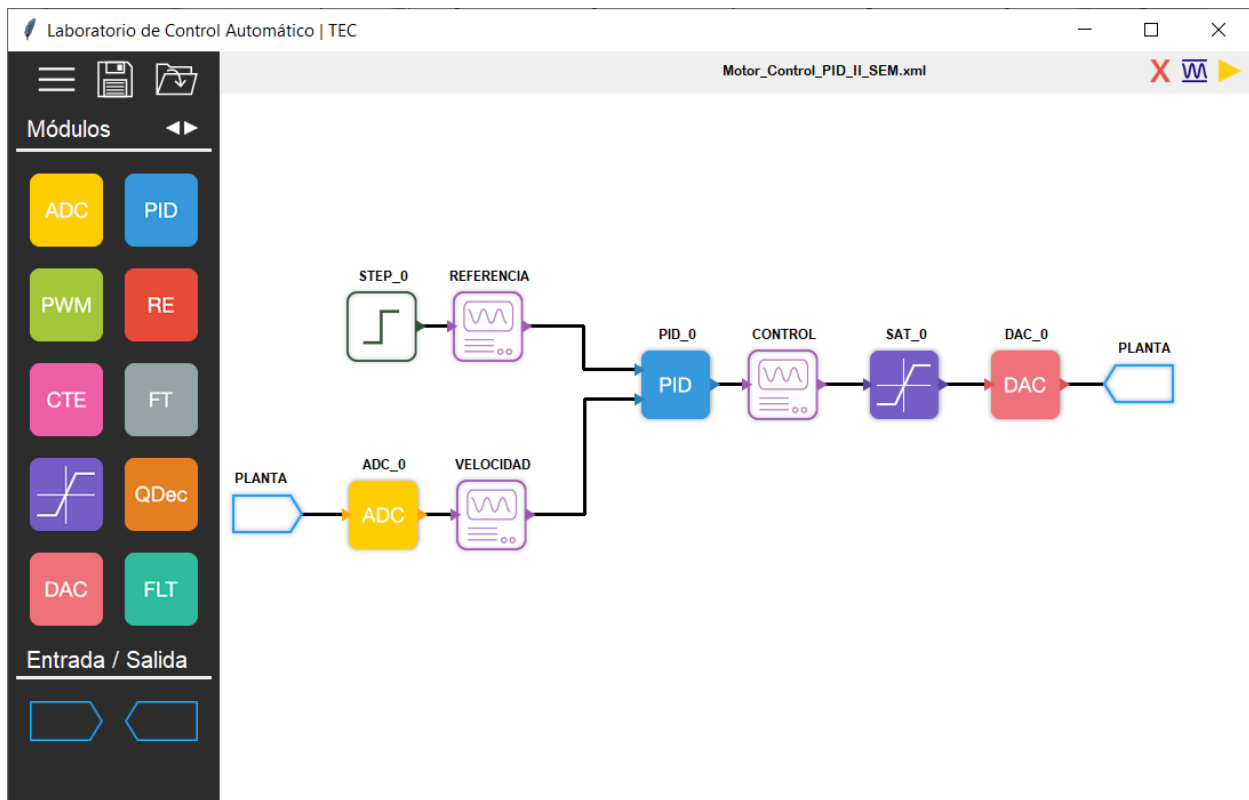 Laboratorio de Control Automático | TEC
Motor_Control_PID_II_SEM.xml
Módulos
ADC
PID
PWM
RE
CTE
FT
QDec
DAC
FLT
Entrada / Salida
STEP_0
REFERENCIA
PID_0
CONTROL
SAT_0
DAC_0
PLANTA
PID
DAC
ADC_0
VELOCIDAD
PLANTA
ADC